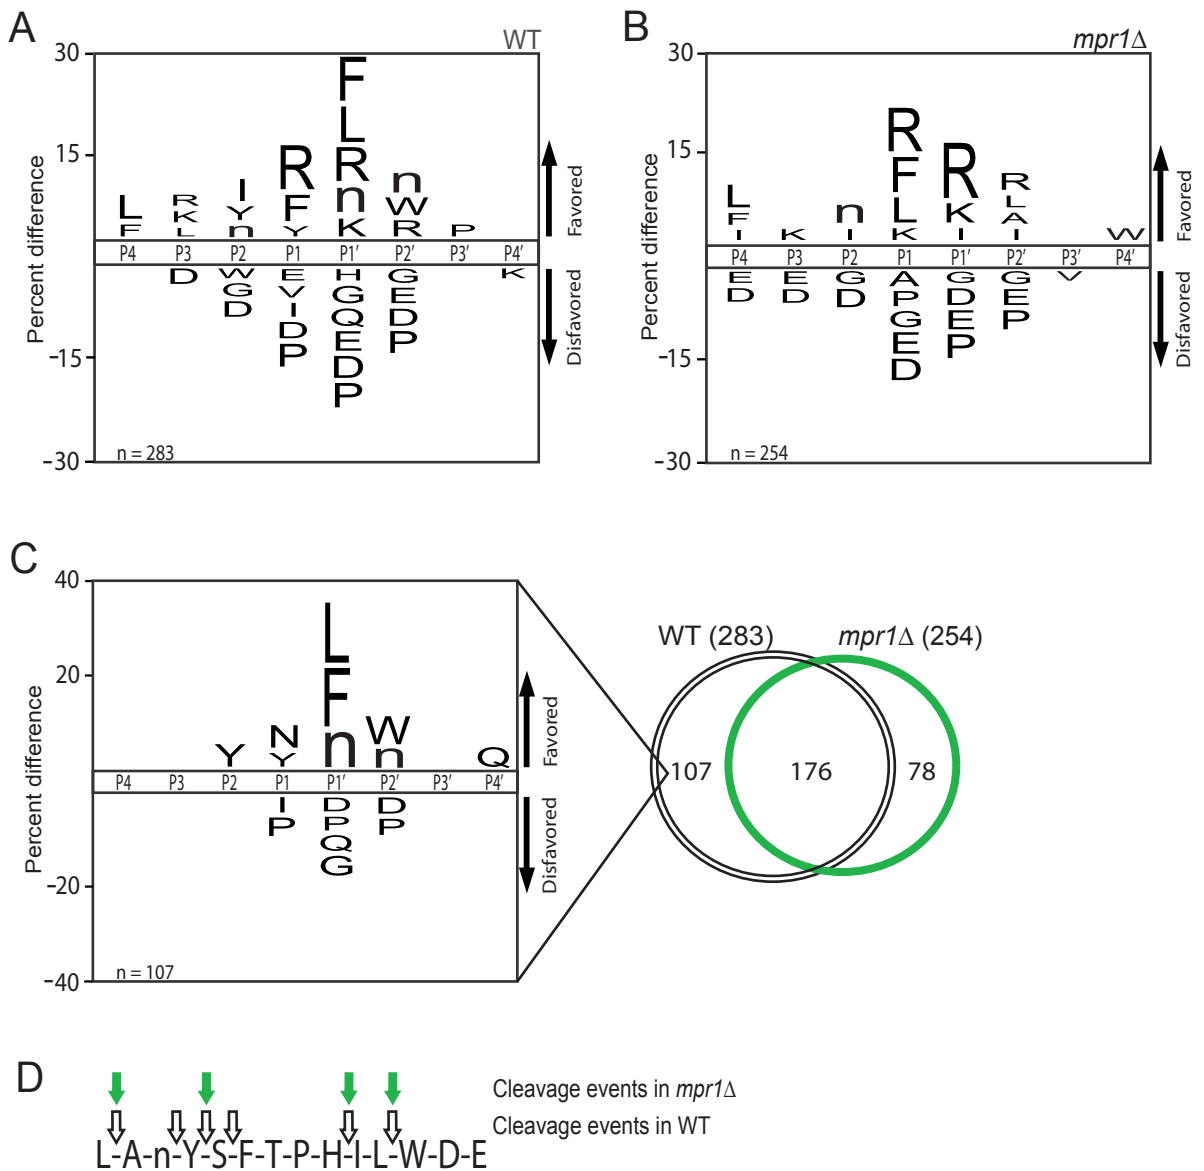 A
WT
Percent difference
30
15
-15
-30
F
L
R R
I n n
L R Y F W
F K n Y K R P
L
P4 P3 P2 P1 P1′ P2′ P3′ P4′
D W E H G K
G V G E
D I Q D
D E P
P D
P
n = 283
Favored
Disfavored
B
mpr1Δ
Percent difference
30
15
-15
-30
R
F R
L n L K R
F I K I L
I K A W
I
P4 P3 P2 P1 P1′ P2′ P3′ P4′
E E G A G G V
D D D P D E
G E P
E P
D
n = 254
Favored
Disfavored
C
Percent difference
40
20
-20
-40
L
F
N W
Y Y n n Q
P4 P3 P2 P1 P1′ P2′ P3′ P4′
I D D
P P P
Q
G
n = 107
Favored
Disfavored
WT (283) mpr1Δ (254)
107 176 78
D
Cleavage events in mpr1Δ
Cleavage events in WT
L-A-n-Y-S-F-T-P-H-I-L-W-D-E